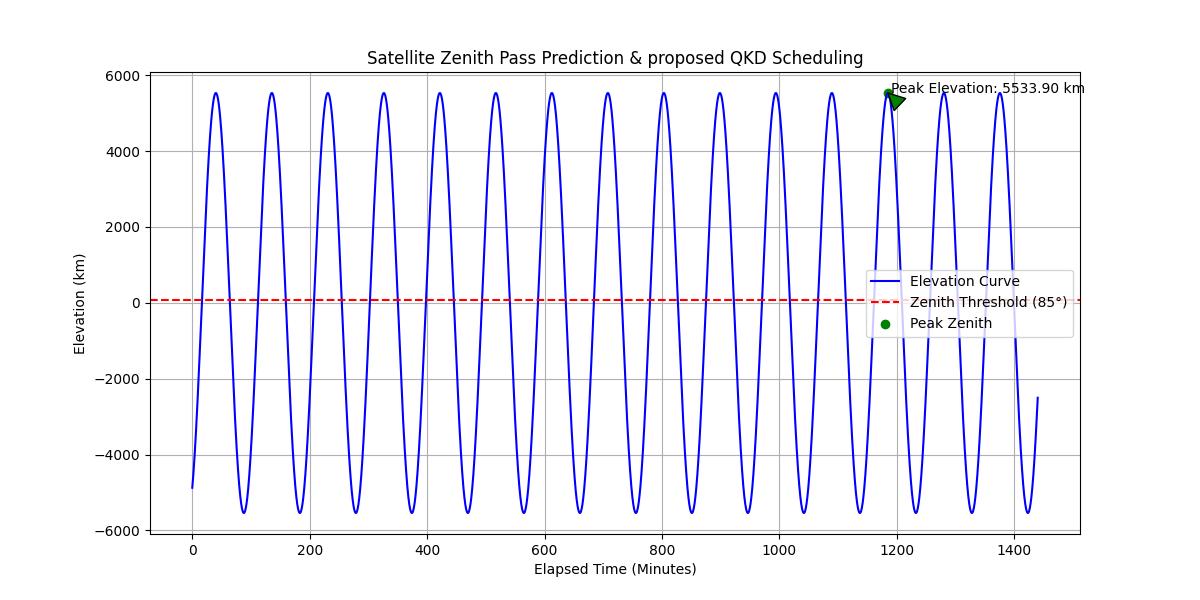 Satellite Zenith Pass Prediction & proposed QKD Scheduling
Peak Elevation: 5533.90 km
Elevation (km)
6000
4000
2000
0
−2000
−4000
−6000
Elevation Curve
Zenith Threshold (85°)
Peak Zenith
0 200 400 600 800 1000 1200 1400
Elapsed Time (Minutes)